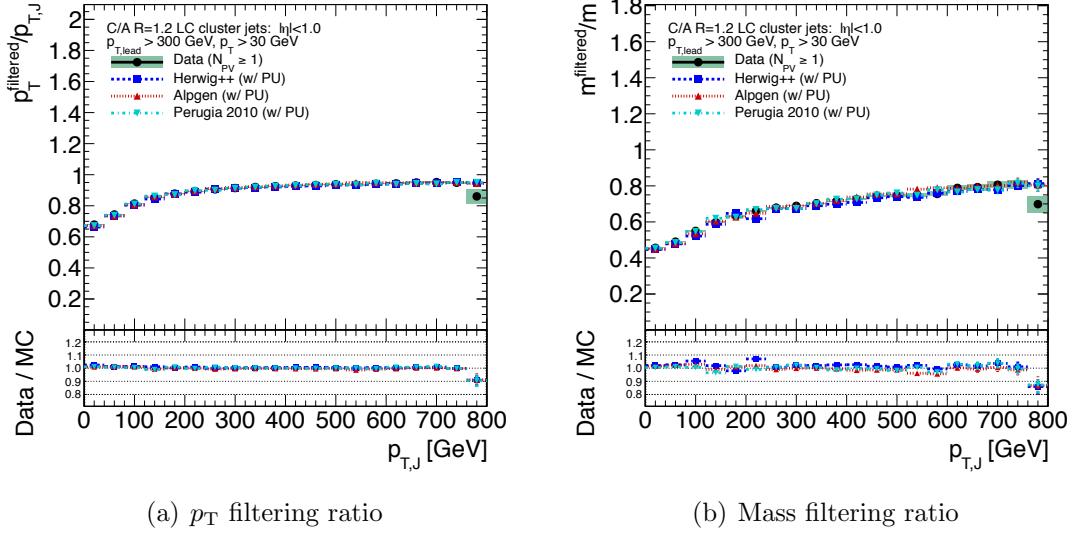 p_T^filtered/p_T,J
2
1.8
1.6
1.4
1.2
1
0.8
0.6
0.4
0.2
C/A R=1.2 LC cluster jets: |η|<1.0
p_T,lead > 300 GeV, p_T > 30 GeV
Data (N_PV ≥ 1)
Herwig++ (w/ PU)
Alpgen (w/ PU)
Perugia 2010 (w/ PU)
Data / MC
1.2
1.1
1.0
0.9
0.8
0 100 200 300 400 500 600 700 800
p_T,J [GeV]
(a) p_T filtering ratio
m^filtered/m
1.8
1.6
1.4
1.2
1
0.8
0.6
0.4
0.2
C/A R=1.2 LC cluster jets: |η|<1.0
p_T,lead > 300 GeV, p_T > 30 GeV
Data (N_PV ≥ 1)
Herwig++ (w/ PU)
Alpgen (w/ PU)
Perugia 2010 (w/ PU)
Data / MC
1.2
1.1
1.0
0.9
0.8
0 100 200 300 400 500 600 700 800
p_T,J [GeV]
(b) Mass filtering ratio